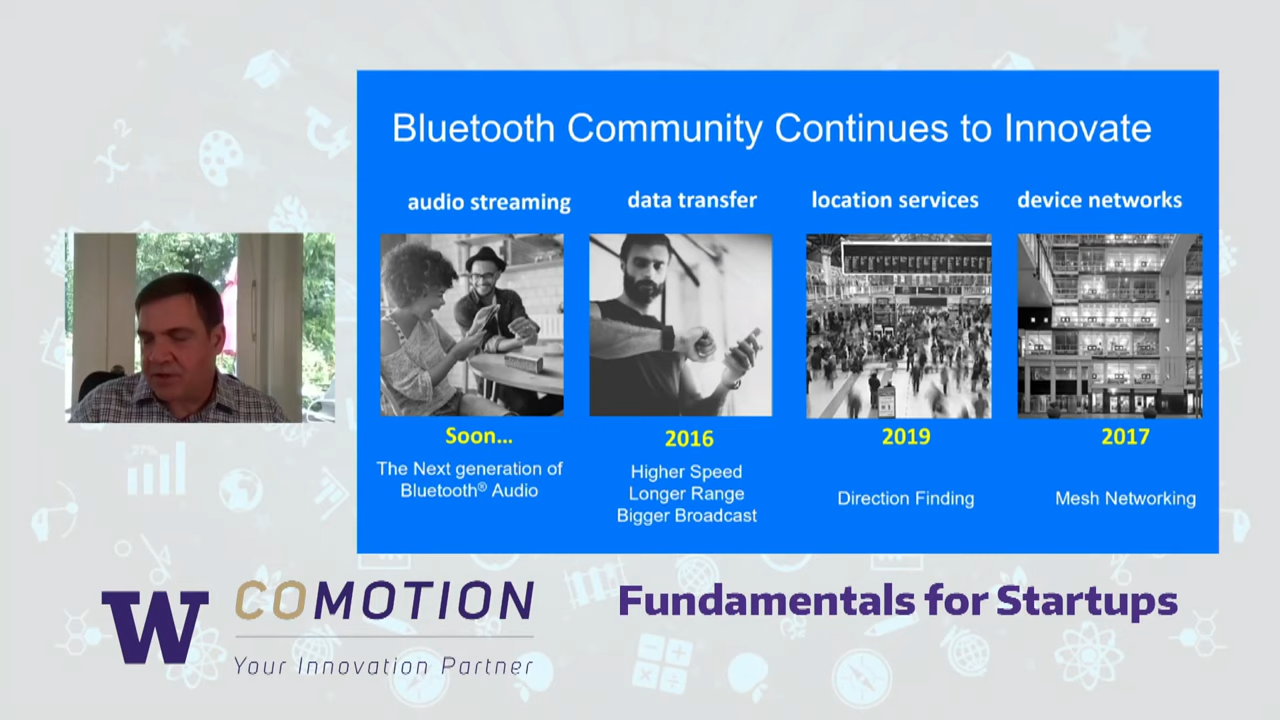 Bluetooth Community Continues to Innovate
audio streaming
data transfer
location services
device networks
Soon...
2016
2019
2017
The Next generation of
Bluetooth® Audio
Higher Speed
Longer Range
Bigger Broadcast
Direction Finding
Mesh Networking
27%
W
COMOTION
Your Innovation Partner
Fundamentals for Startups